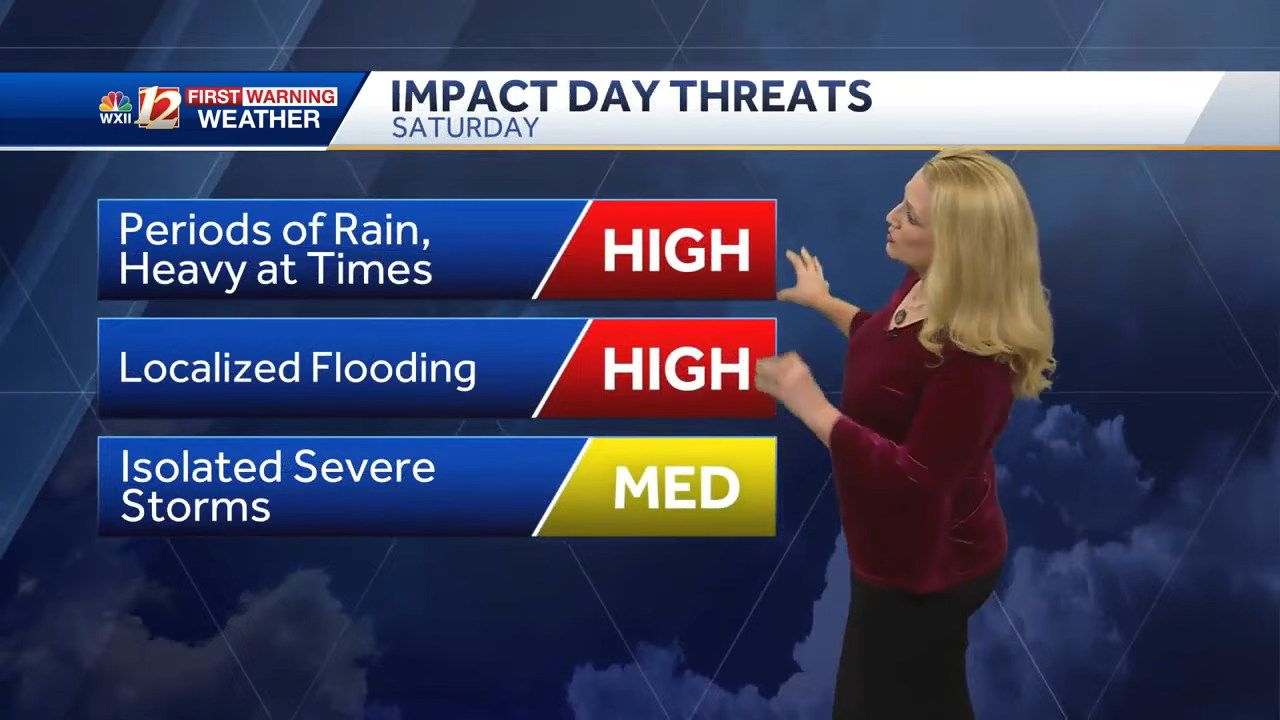 WXII 12 FIRST WARNING
WEATHER
IMPACT DAY THREATS
SATURDAY
Periods of Rain,
Heavy at Times
HIGH
Localized Flooding
HIGH
Isolated Severe
Storms
MED